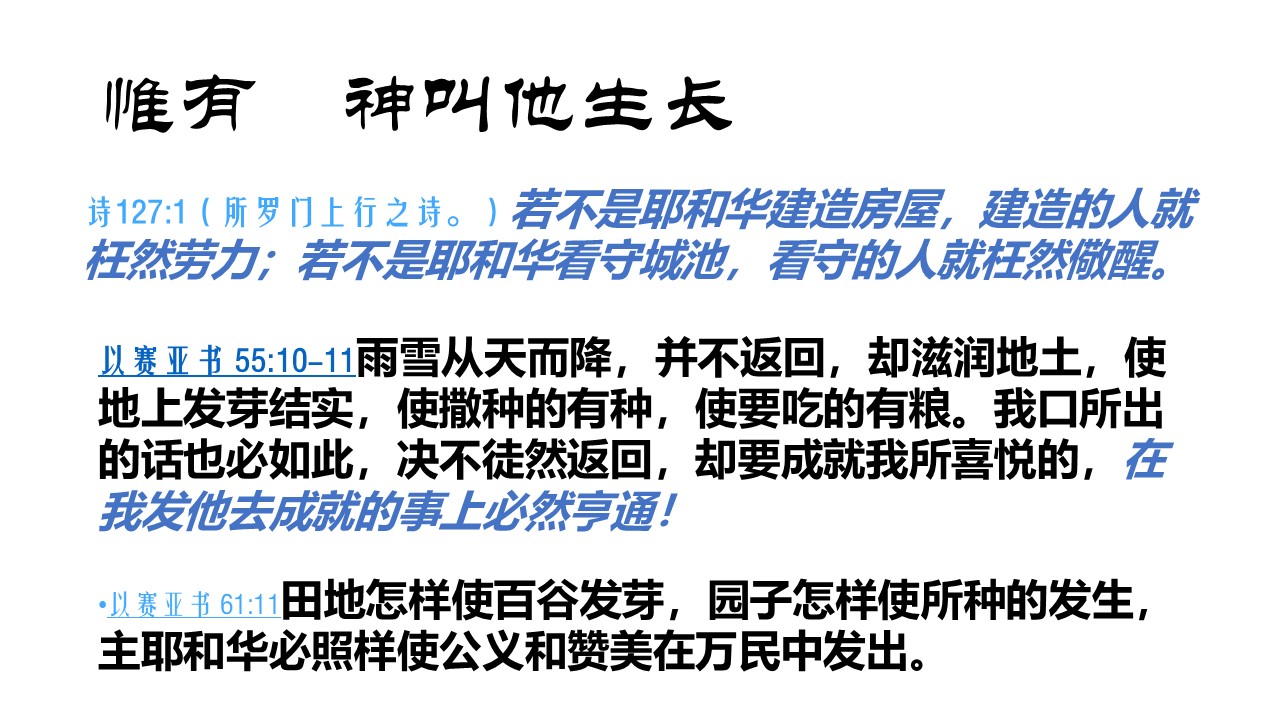 惟有　神叫他生长
诗127:1（所罗门上行之诗。）若不是耶和华建造房屋，建造的人就
枉然劳力；若不是耶和华看守城池，看守的人就枉然儆醒。
以赛亚书 55:10-11雨雪从天而降，并不返回，却滋润地土，使
地上发芽结实，使撒种的有种，使要吃的有粮。我口所出
的话也必如此，决不徒然返回，却要成就我所喜悦的，在
我发他去成就的事上必然亨通！
•以赛亚书 61:11田地怎样使百谷发芽，园子怎样使所种的发生，
主耶和华必照样使公义和赞美在万民中发出。